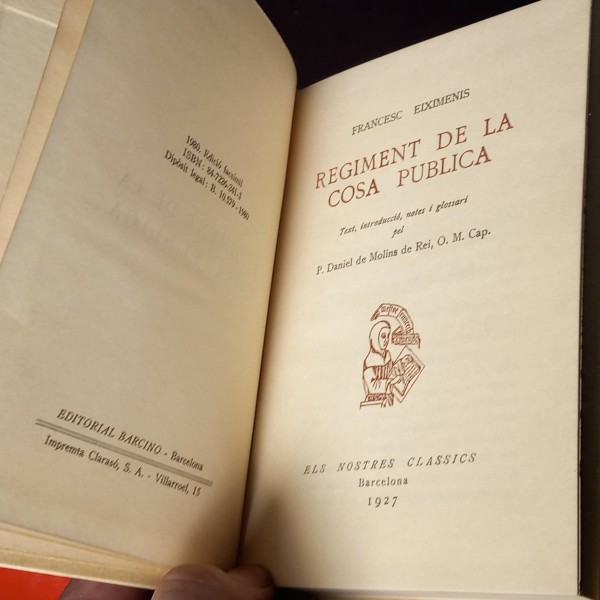 1980, Edició facsímil
ISBN: 84-7226-241-4
Dipòsit legal: B. 10.579-1980
EDITORIAL BARCINO - Barcelona
Impremta Clarasó, S. A. - Villarroel, 15
FRANCESC EIXIMENIS
REGIMENT DE LA
COSA PUBLICA
Text, introducció, notes i glossari
pel
P. Daniel de Molins de Rei, O. M. Cap.
ELS NOSTRES CLASSICS
Barcelona
1927